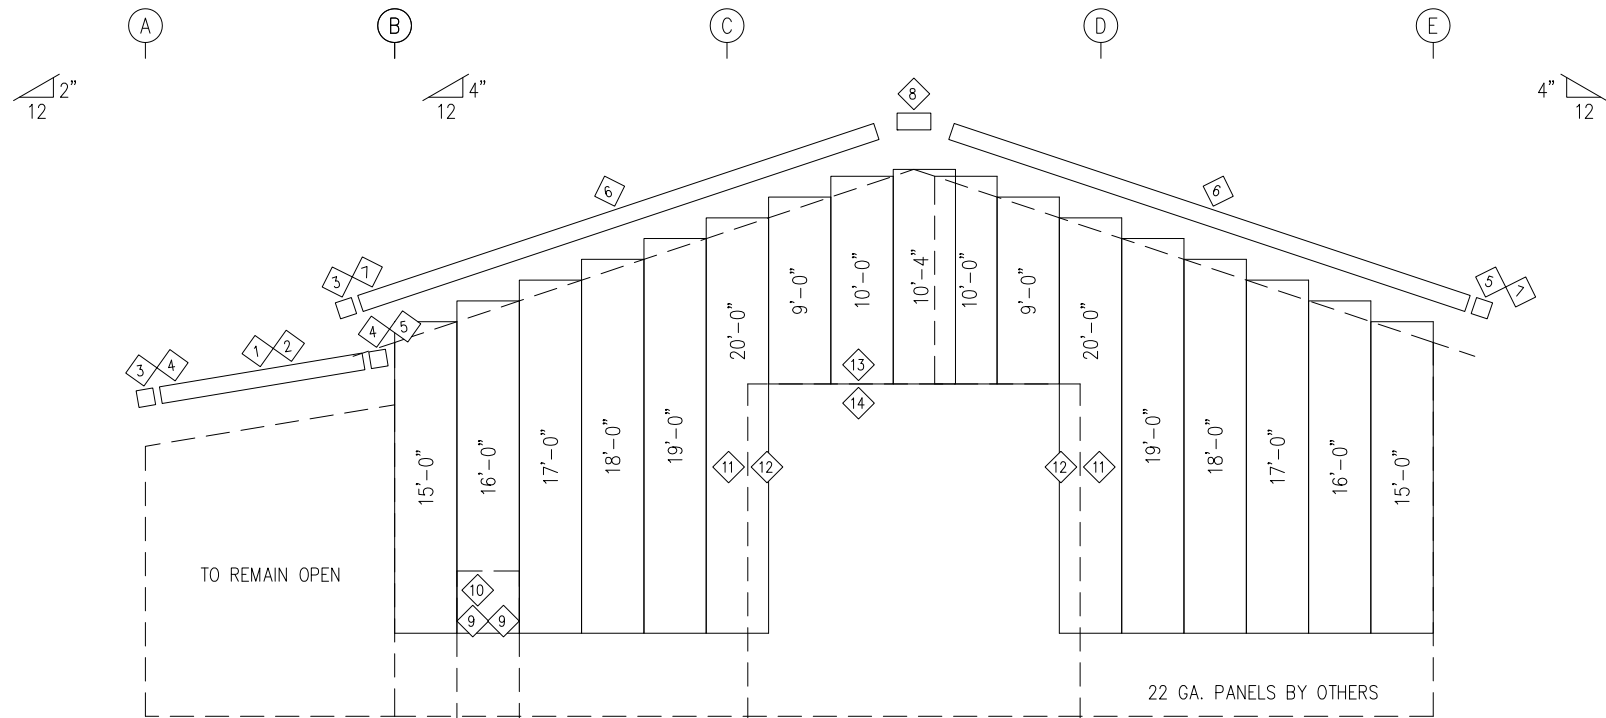 A B C D E
2" 12
4" 12
4" 12
8
6 6
3 7
5 7
4 5
1 2
3 4
15'-0" 16'-0" 17'-0" 18'-0" 19'-0" 20'-0" 9'-0" 10'-0" 10'-4" 10'-0" 9'-0" 20'-0" 19'-0" 18'-0" 17'-0" 16'-0" 15'-0"
13
14
11 12 12 11
TO REMAIN OPEN
10
9 9
22 GA. PANELS BY OTHERS